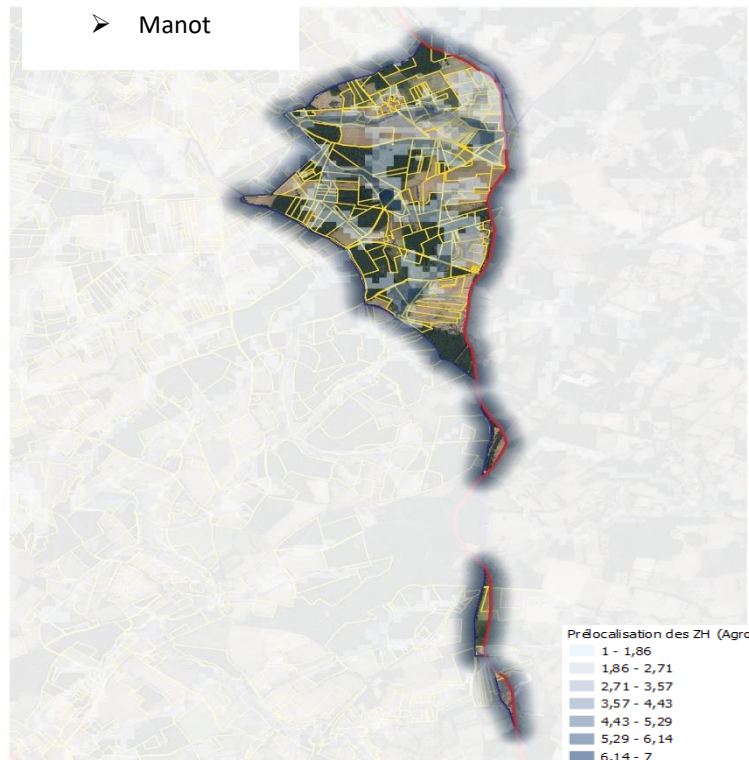 ➢ Manot
Prélocalisation des ZH (Agro
1 - 1,86
1,86 - 2,71
2,71 - 3,57
3,57 - 4,43
4,43 - 5,29
5,29 - 6,14
6,14 - 7